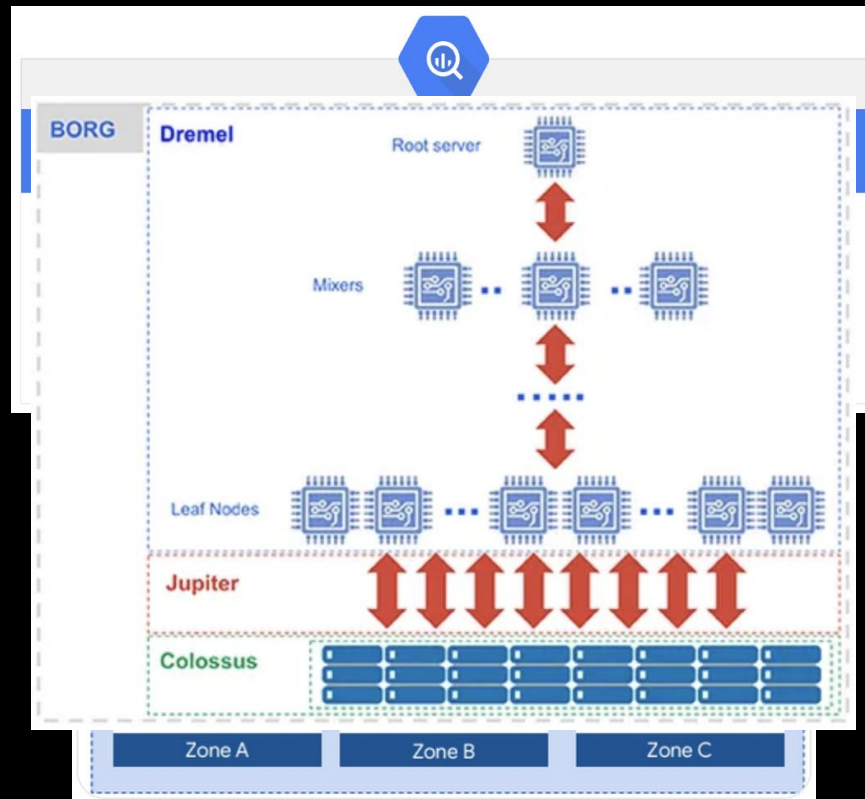 BORG
Dremel
Root server
Mixers
Leaf Nodes
Jupiter
Colossus
Zone A Zone B Zone C